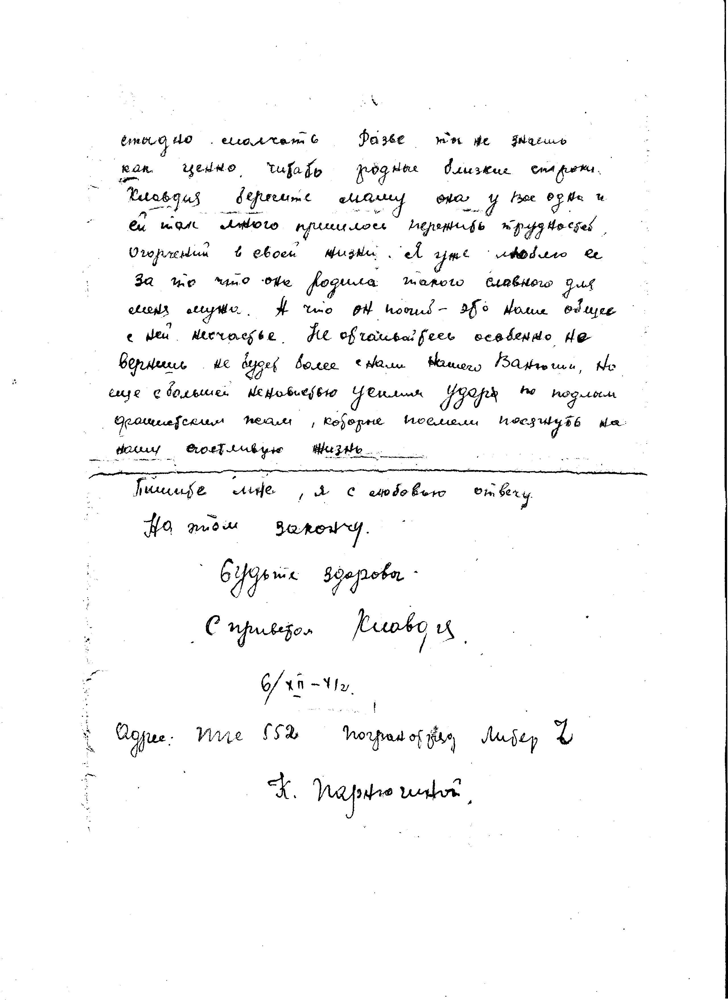 стыдно молчать Разве ты не знаешь
как ценно читать родные близкие строки.
Клавдия берегите маму она у вас одна и
ей так много пришлось пережить трудностей,
огорчений в своей жизни. Я уже люблю ее
за то что она родила такого славного для
меня мужа. А что он погиб - это наше общее
с ней несчастье. Не отчаивайтесь особенно не
вернешь не будет более с нами нашего Ванюши, но
еще с большей ненавистью усилим удары по подлым
фашистским псам, которые посмели посягнуть на
нашу счастливую жизнь
Пишите мне, я с любовью отвечу.
На этом закончу.
Будьте здоровы.
С приветом Клавдия.
6/XII-41г.
Адрес: ППС 552 погранотряд Литер
К. Парнюгиной.